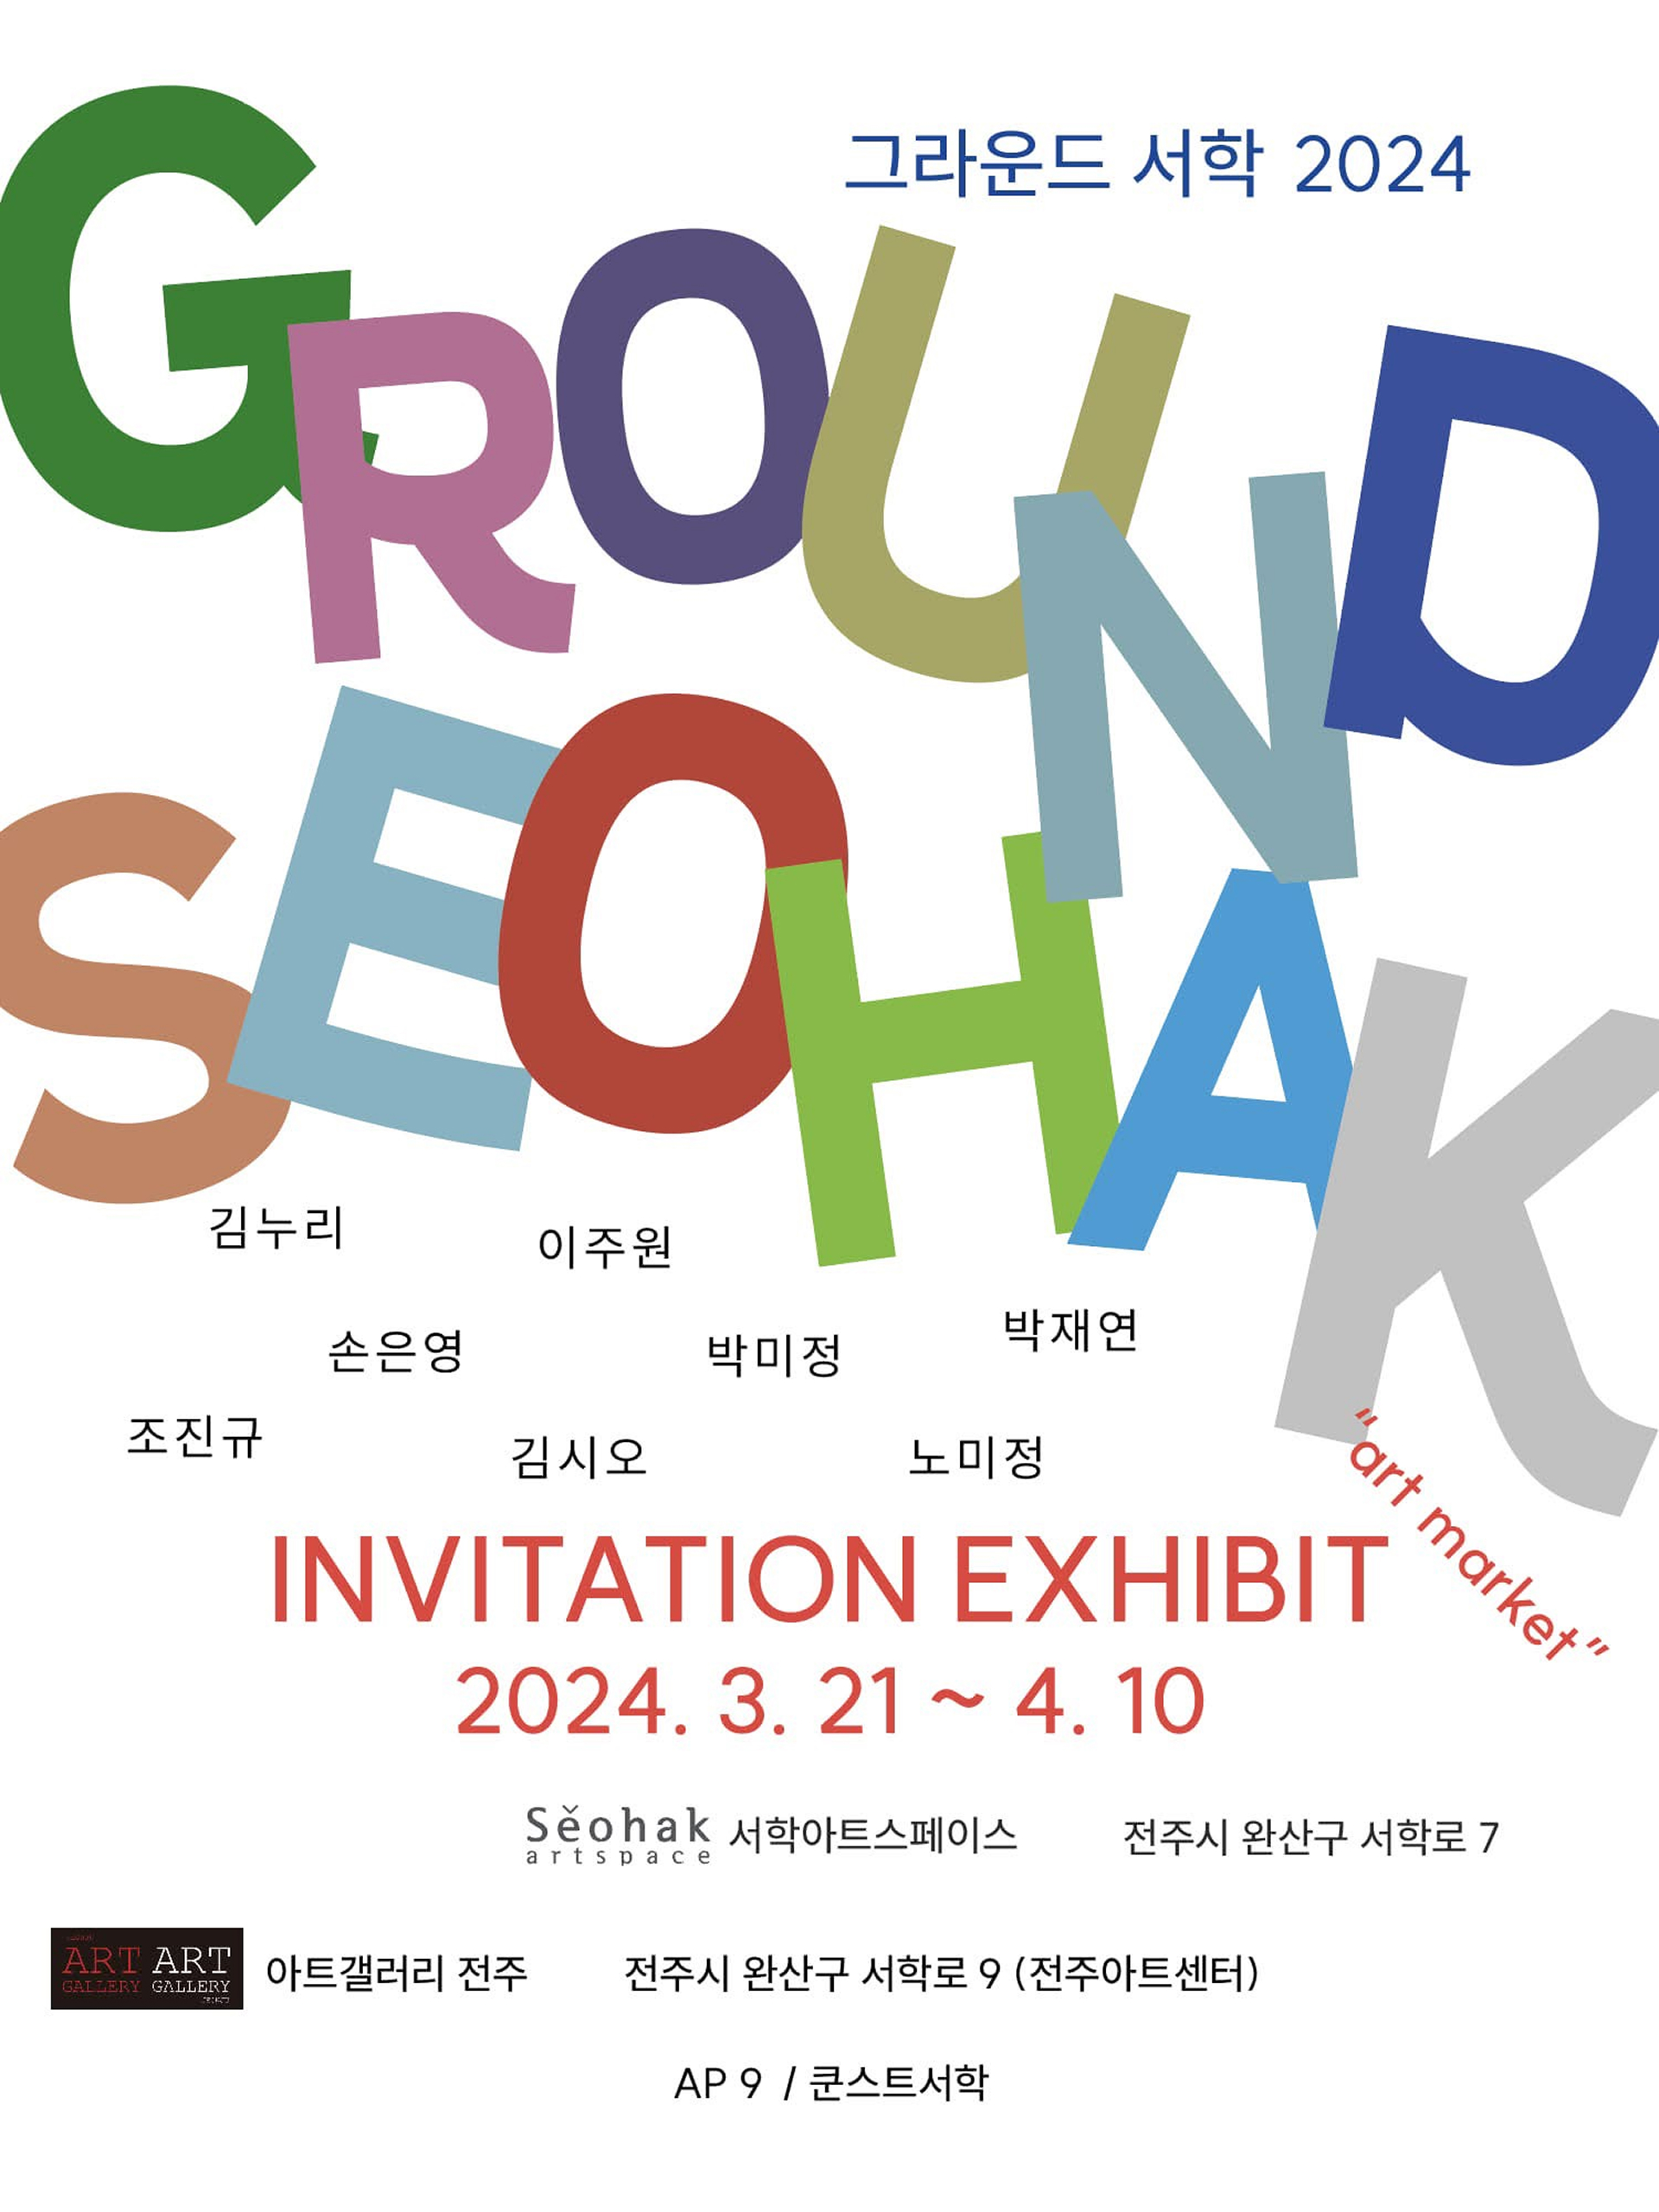 그라운드 서학 2024
GROUND
SEOHAK
김누리
이주원
손은영
박미정
박재연
조진규
김시오
노미정
"art market"
INVITATION EXHIBIT
2024. 3. 21 ~ 4. 10
Sěohak
artspace
서학아트스페이스 전주시 완산구 서학로 7
ART ART
GALLERY GALLERY
아트갤러리 전주 전주시 완산구 서학로 9 (전주아트센터)
AP 9 / 쿤스트서학